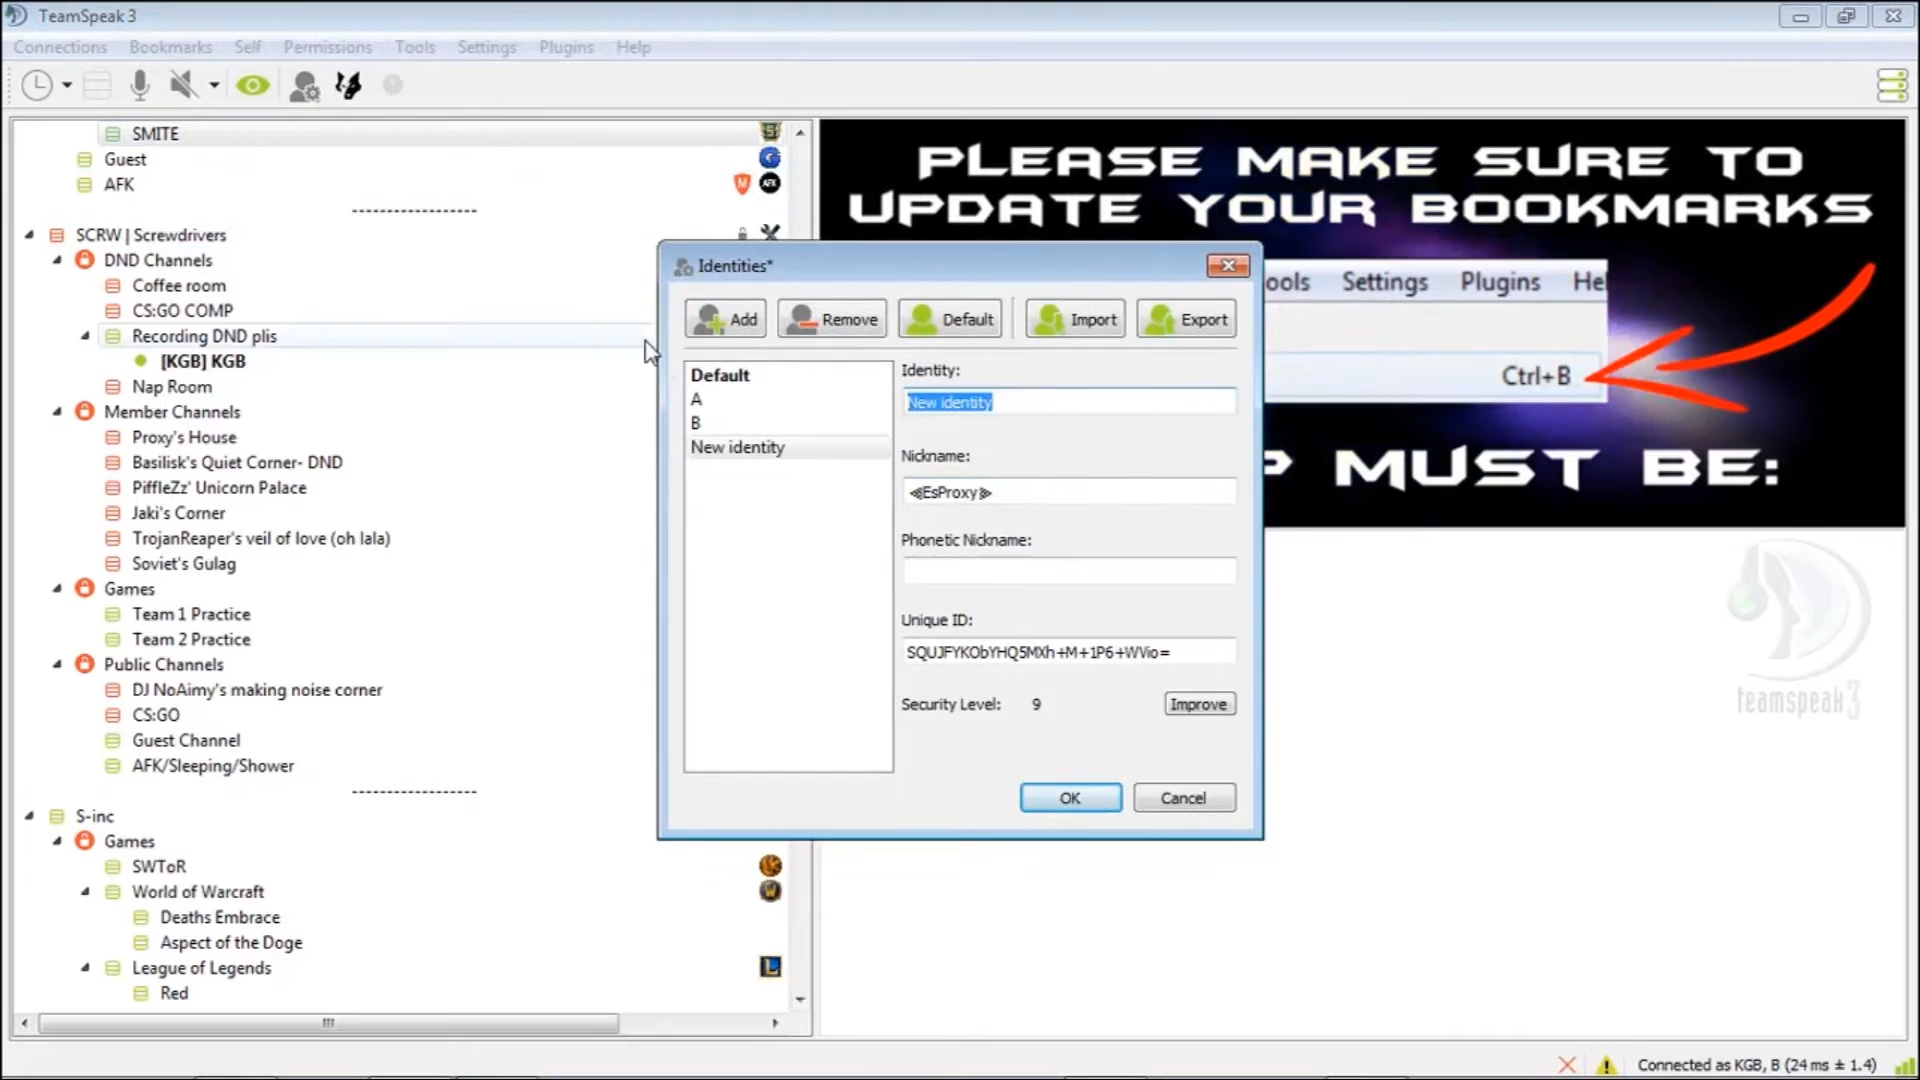 TeamSpeak 3
Connections Bookmarks Self Permissions Tools Settings Plugins Help
SMITE
Guest
AFK
-------------------
SCRW | Screwdrivers
DND Channels
Coffee room
CS:GO COMP
Recording DND plis
[KGB] KGB
Nap Room
Member Channels
Proxy's House
Basilisk's Quiet Corner- DND
PiffleZz' Unicorn Palace
Jaki's Corner
TrojanReaper's veil of love (oh lala)
Soviet's Gulag
Games
Team 1 Practice
Team 2 Practice
Public Channels
DJ NoAimy's making noise corner
CS:GO
Guest Channel
AFK/Sleeping/Shower
-------------------
S-inc
Games
SWToR
World of Warcraft
Deaths Embrace
Aspect of the Doge
League of Legends
Red
PLEASE MAKE SURE TO
UPDATE YOUR BOOKMARKS
ools Settings Plugins Hel
Ctrl+B
P MUST BE:
teamspeak 3
Identities*
Add Remove Default Import Export
Default
A
B
New identity
Identity:
New identity
Nickname:
⪡EsProxy⪢
Phonetic Nickname:
Unique ID:
SQUJFYKObYHQ5MXh+M+1P6+WVio=
Security Level: 9 Improve
OK Cancel
Connected as KGB, B (24 ms ± 1.4)